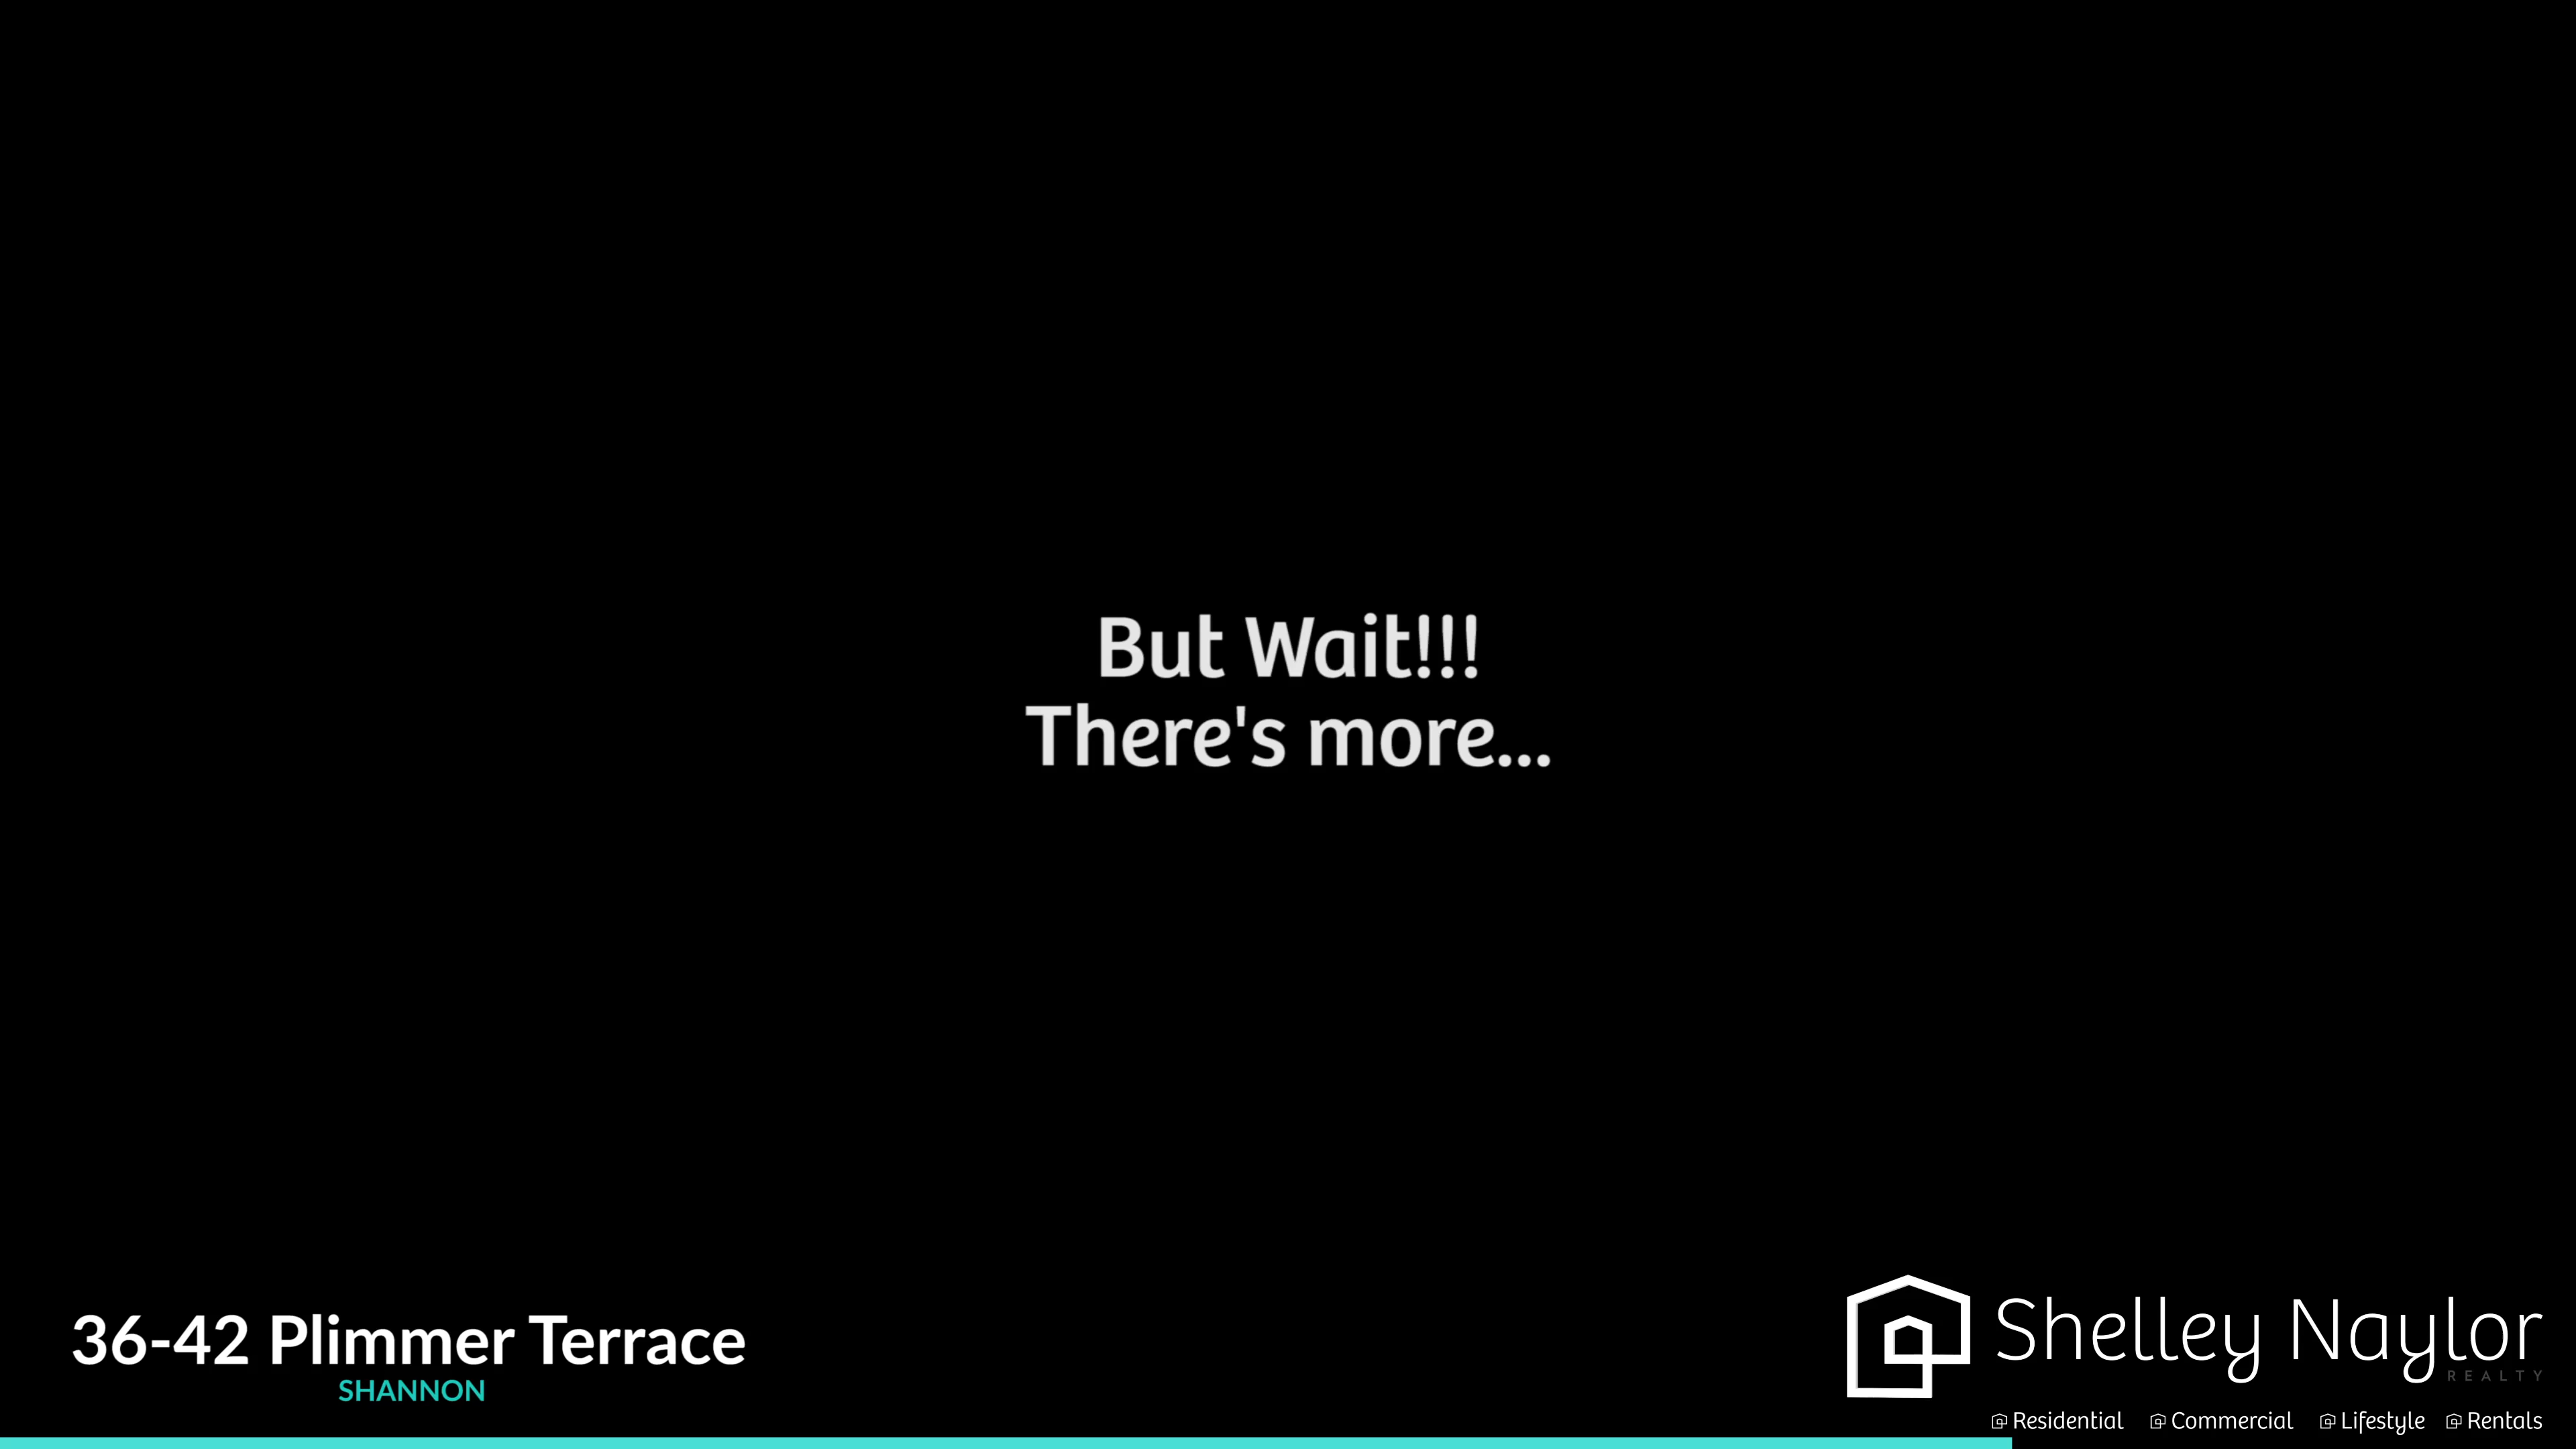 But Wait!!!
There's more...
36-42 Plimmer Terrace
SHANNON
Shelley Naylor
REALTY
Residential Commercial Lifestyle Rentals